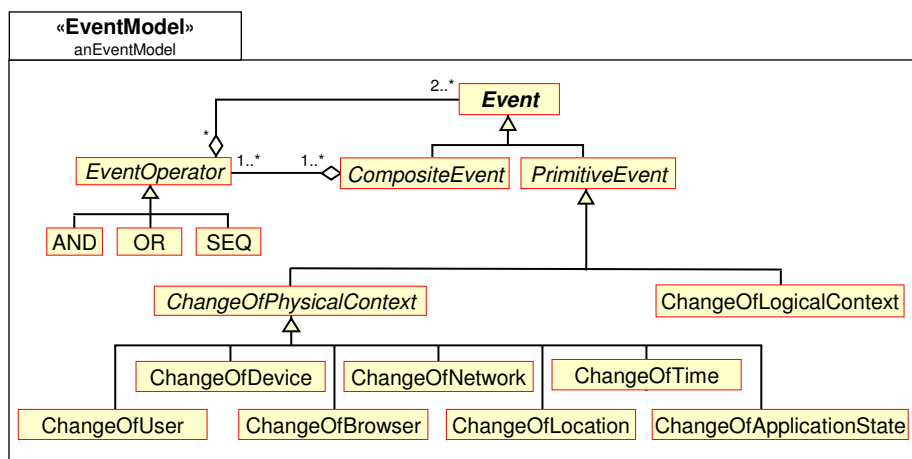 «EventModel»
anEventModel
2..*
Event
*
1..*
1..*
EventOperator
CompositeEvent
PrimitiveEvent
AND
OR
SEQ
ChangeOfPhysicalContext
ChangeOfLogicalContext
ChangeOfDevice
ChangeOfNetwork
ChangeOfTime
ChangeOfUser
ChangeOfBrowser
ChangeOfLocation
ChangeOfApplicationState